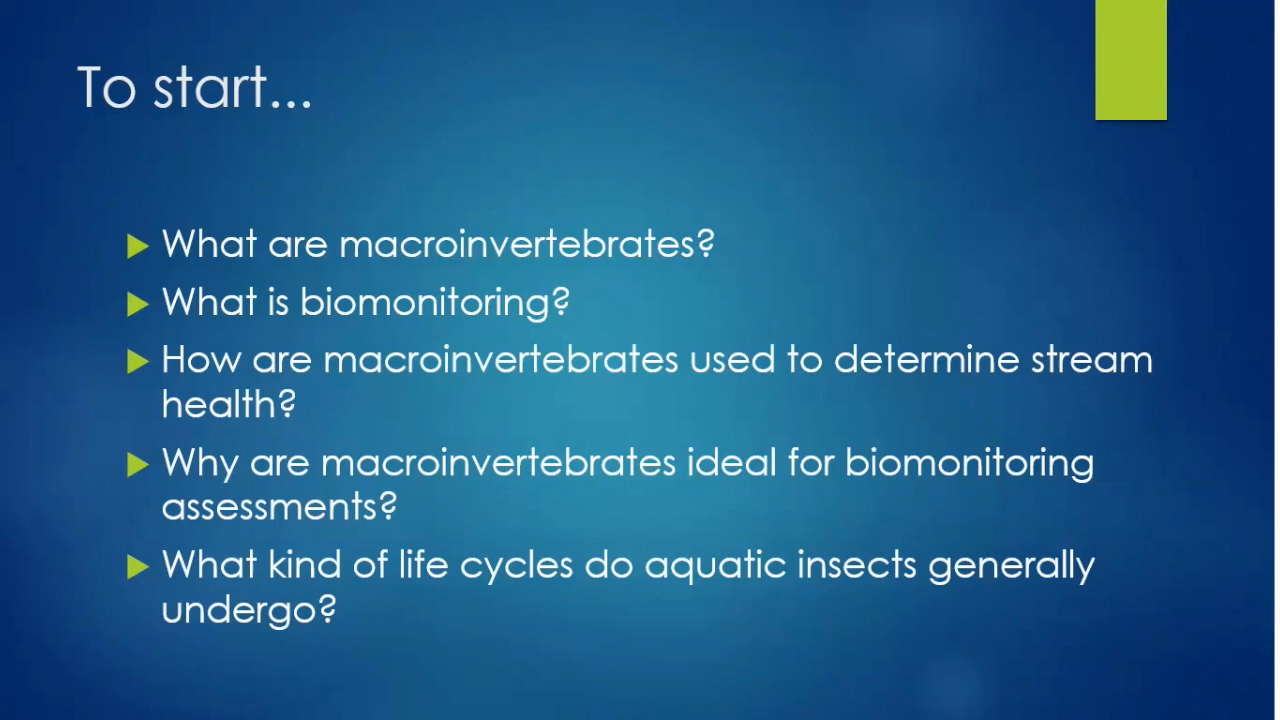 To start...
What are macroinvertebrates?
What is biomonitoring?
How are macroinvertebrates used to determine stream
health?
Why are macroinvertebrates ideal for biomonitoring
assessments?
What kind of life cycles do aquatic insects generally
undergo?